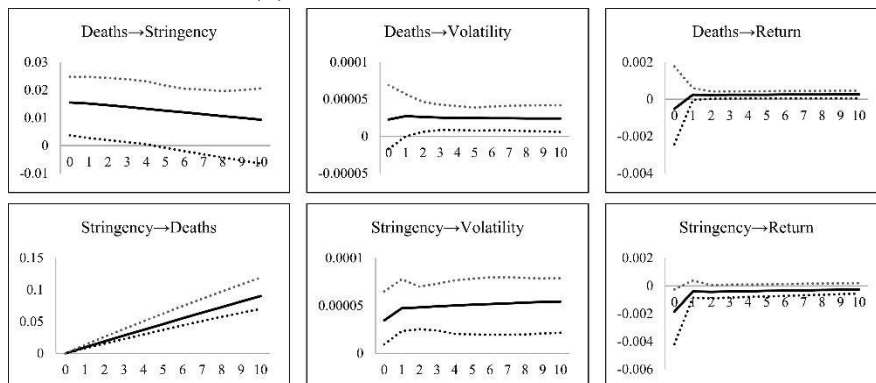 Deaths→Stringency
0.03
0.02
0.01
0
-0.01
0 1 2 3 4 5 6 7 8 9 10
Deaths→Volatility
0.0001
0.00005
0
-0.00005
0 1 2 3 4 5 6 7 8 9 10
Deaths→Return
0.002
0
-0.002
-0.004
0 1 2 3 4 5 6 7 8 9 10
Stringency→Deaths
0.15
0.1
0.05
0
0 1 2 3 4 5 6 7 8 9 10
Stringency→Volatility
0.0001
0.00005
0
0 1 2 3 4 5 6 7 8 9 10
Stringency→Return
0.002
0
-0.002
-0.004
-0.006
0 1 2 3 4 5 6 7 8 9 10